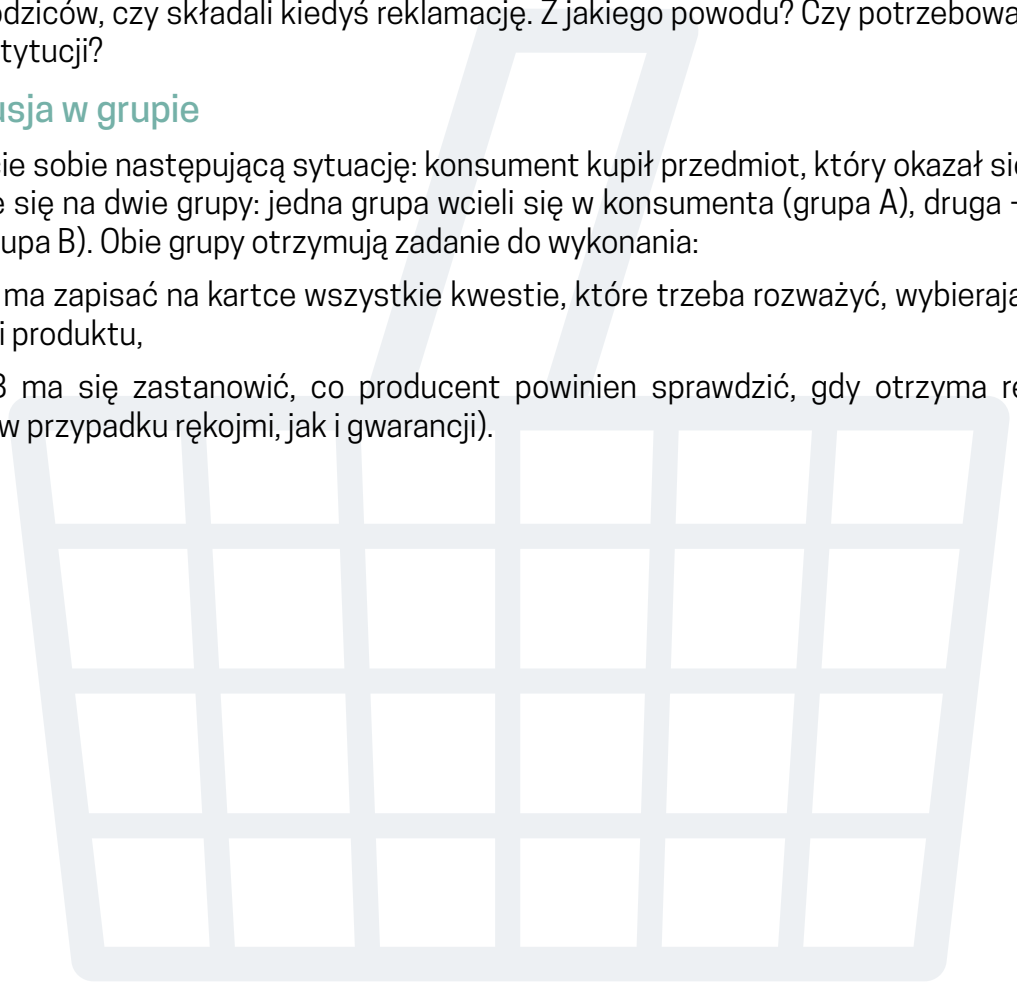 odziców, czy składali kiedyś reklamację. Z jakiego powodu? Czy potrzebowa
tytucji?
usja w grupie
ie sobie następującą sytuację: konsument kupił przedmiot, który okazał si
e się na dwie grupy: jedna grupa wcieli się w konsumenta (grupa A), druga -
upa B). Obie grupy otrzymują zadanie do wykonania:
ma zapisać na kartce wszystkie kwestie, które trzeba rozważyć, wybierają
i produktu,
B ma się zastanowić, co producent powinien sprawdzić, gdy otrzyma re
w przypadku rękojmi, jak i gwarancji).